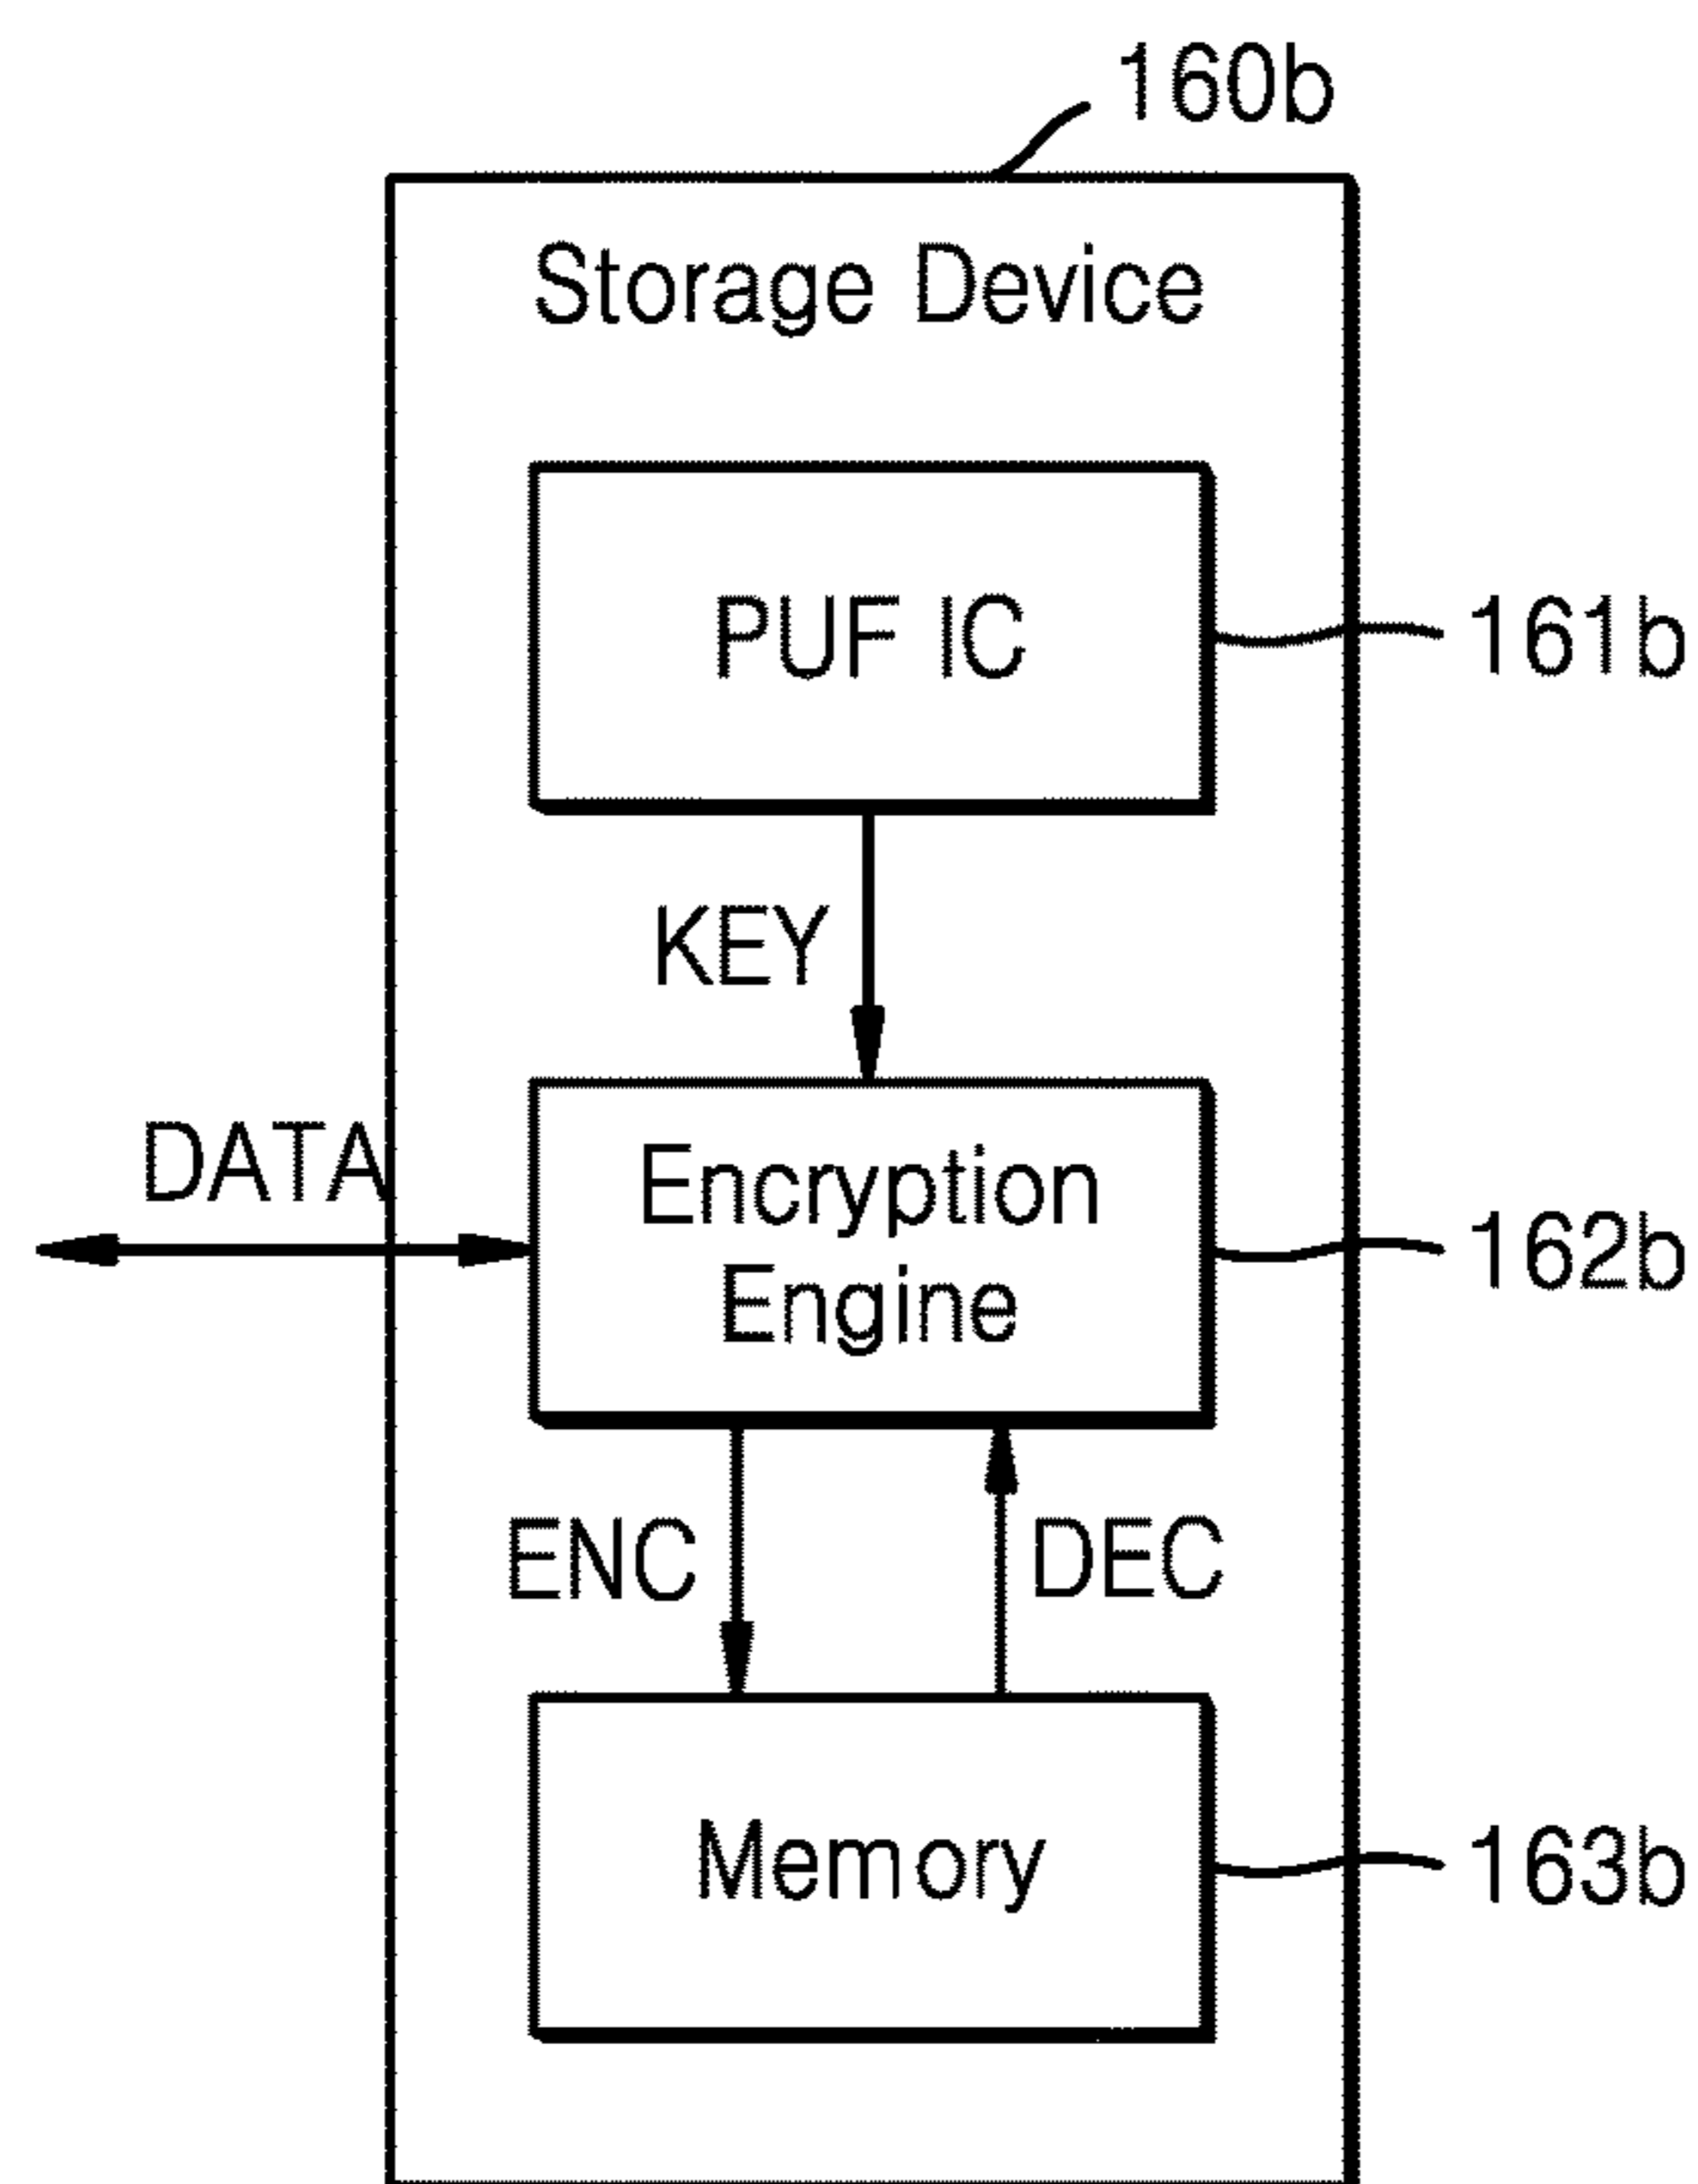 160b
Storage Device
PUF IC
161b
KEY
DATA
Encryption
Engine
162b
ENC
DEC
Memory
163b